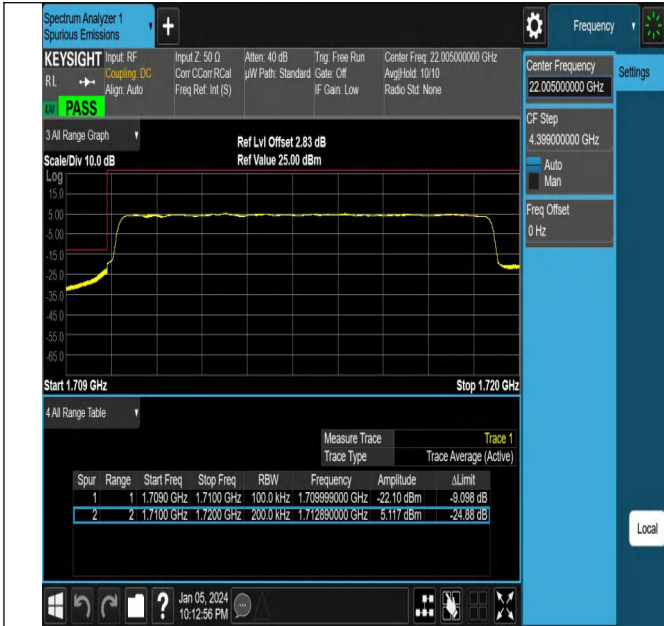 Spectrum Analyzer 1
Spurious Emissions
Frequency
KEYSIGHT Input: RF Input Z: 50 Ω Atten: 40 dB Trig: Free Run Center Freq: 22.005000000 GHz
RL Coupling: DC Corr CCorr RCal µW Path: Standard Gate: Off Avg|Hold: 10/10
Align: Auto Freq Ref: Int (S) IF Gain: Low Radio Std: None
PASS
Center Frequency
22.005000000 GHz
Settings
CF Step
4.399000000 GHz
Auto
Man
Freq Offset
0 Hz
3 All Range Graph
Ref Lvl Offset 2.83 dB
Scale/Div 10.0 dB Ref Value 25.00 dBm
Log
15.0
5.00
-5.00
-15.0
-25.0
-35.0
-45.0
-55.0
-65.0
Start 1.709 GHz Stop 1.720 GHz
4 All Range Table
Measure Trace Trace 1
Trace Type Trace Average (Active)
Spur Range Start Freq Stop Freq RBW Frequency Amplitude ΔLimit
1 1 1.7090 GHz 1.7100 GHz 100.0 kHz 1.709999000 GHz -22.10 dBm -9.098 dB
2 2 1.7100 GHz 1.7200 GHz 200.0 kHz 1.712890000 GHz 5.117 dBm -24.88 dB
Local
Jan 05, 2024
10:12:56 PM